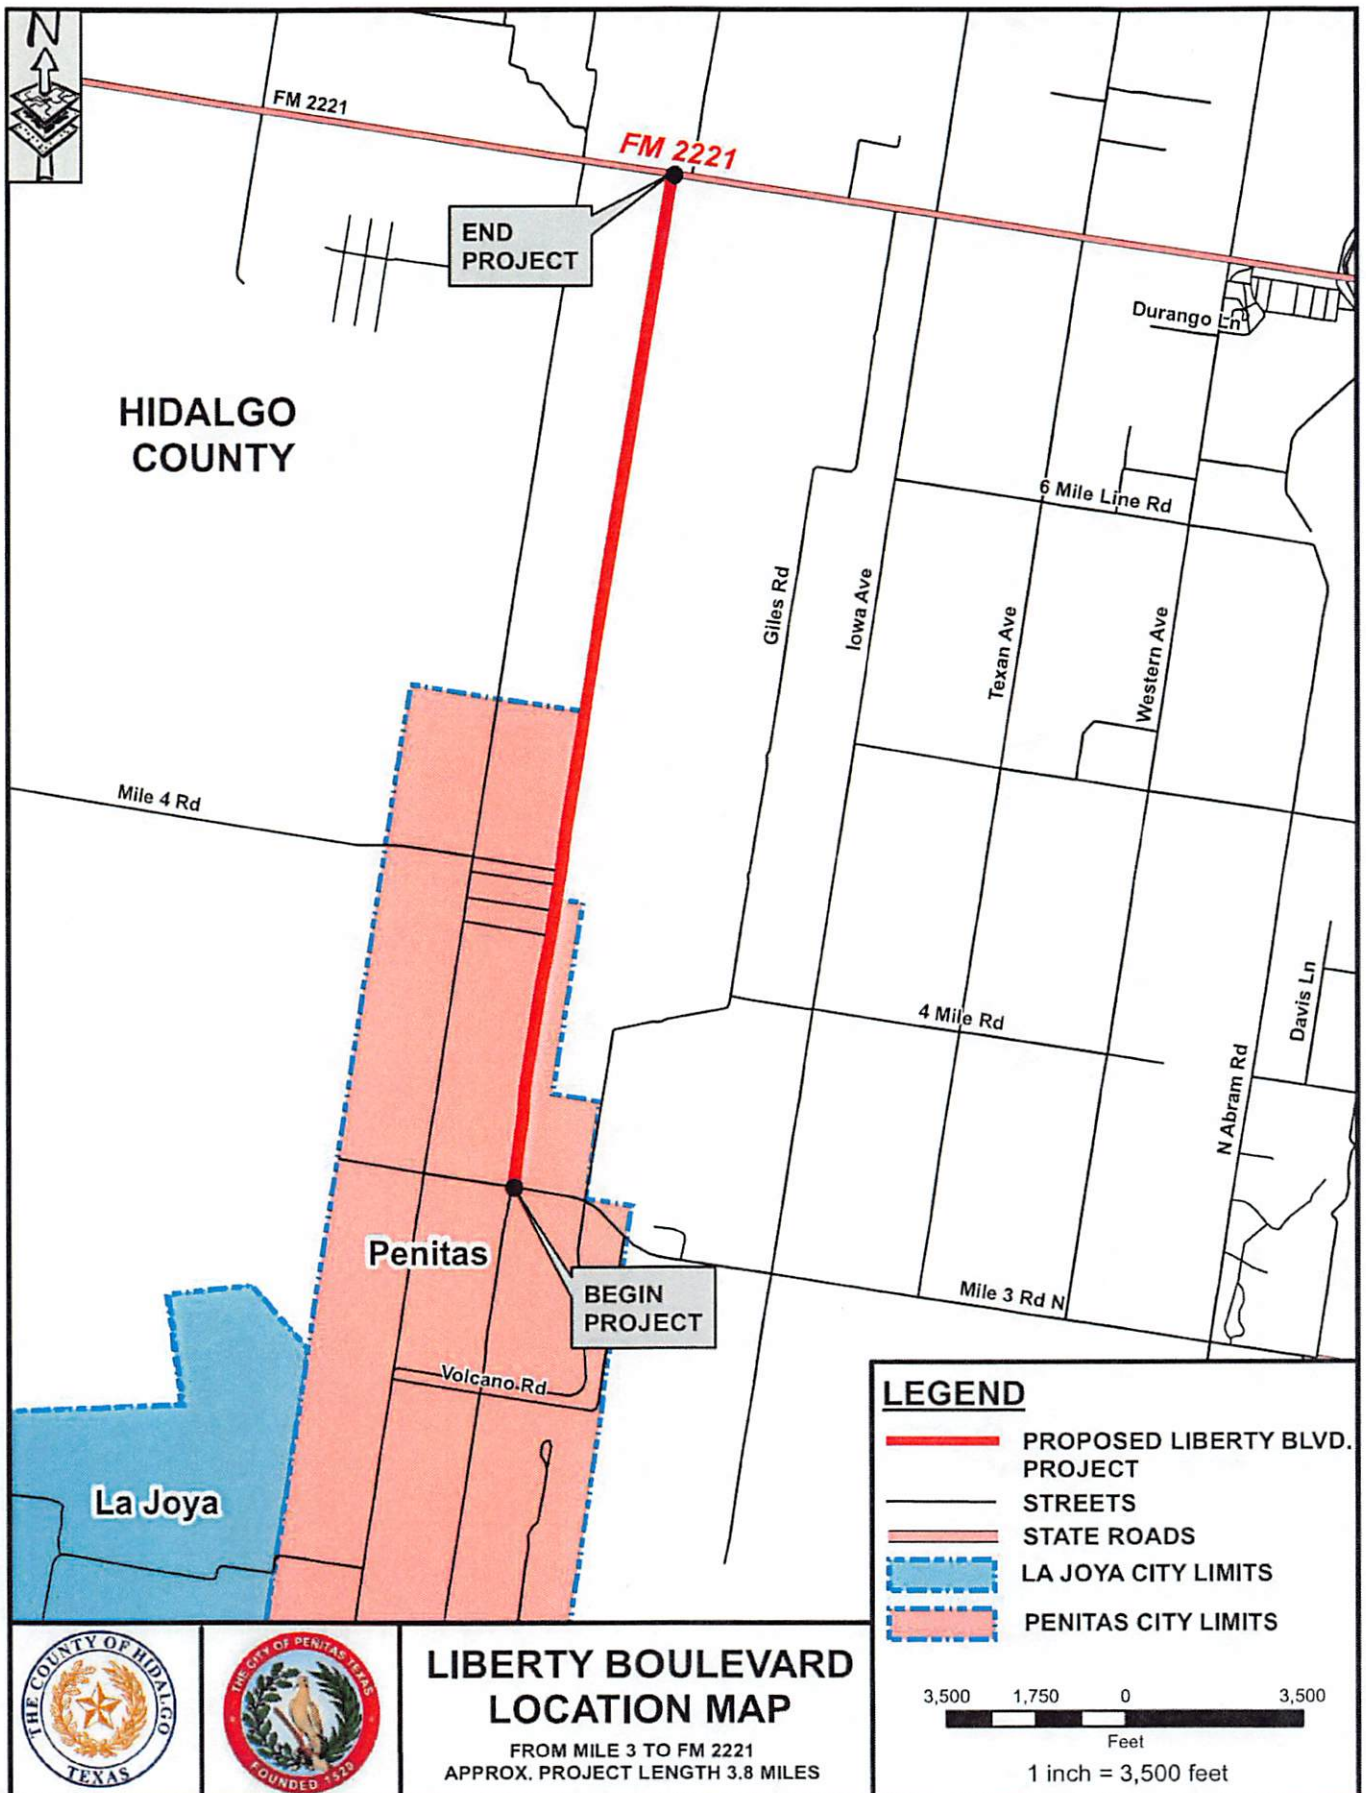 N
FM 2221
FM 2221
END
PROJECT
Durango Ln
HIDALGO
COUNTY
6 Mile Line Rd
Giles Rd
Iowa Ave
Texan Ave
Western Ave
Mile 4 Rd
4 Mile Rd
Davis Ln
N Abram Rd
Penitas
BEGIN
PROJECT
Mile 3 Rd N
Volcano Rd
La Joya
LEGEND
PROPOSED LIBERTY BLVD.
PROJECT
STREETS
STATE ROADS
LA JOYA CITY LIMITS
PENITAS CITY LIMITS
3,500 1,750 0 3,500
Feet
1 inch = 3,500 feet
THE COUNTY OF HIDALGO
TEXAS
THE CITY OF PEÑITAS TEXAS
FOUNDED 1520
LIBERTY BOULEVARD
LOCATION MAP
FROM MILE 3 TO FM 2221
APPROX. PROJECT LENGTH 3.8 MILES